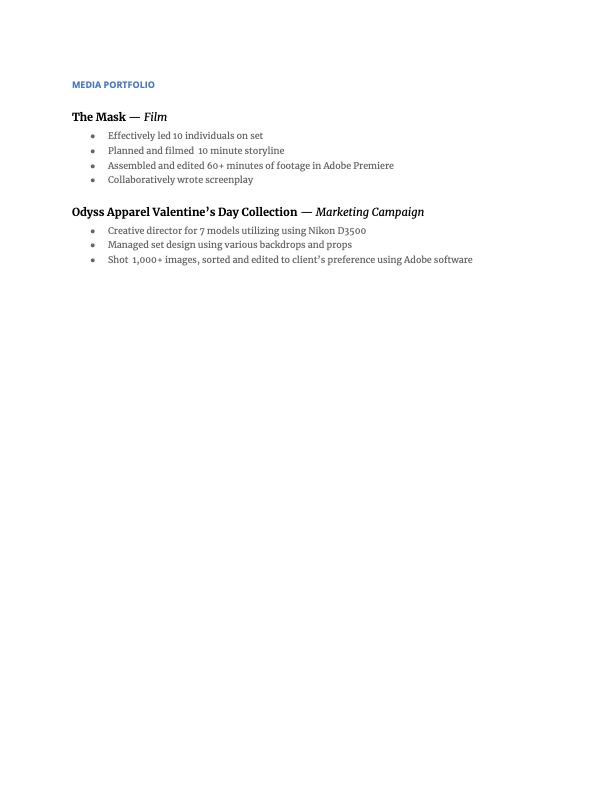 MEDIA PORTFOLIO
The Mask — Film
● Effectively led 10 individuals on set
● Planned and filmed  10 minute storyline
● Assembled and edited 60+ minutes of footage in Adobe Premiere
● Collaboratively wrote screenplay
Odyss Apparel Valentine’s Day Collection — Marketing Campaign
● Creative director for 7 models utilizing using Nikon D3500
● Managed set design using various backdrops and props
● Shot  1,000+ images, sorted and edited to client’s preference using Adobe software